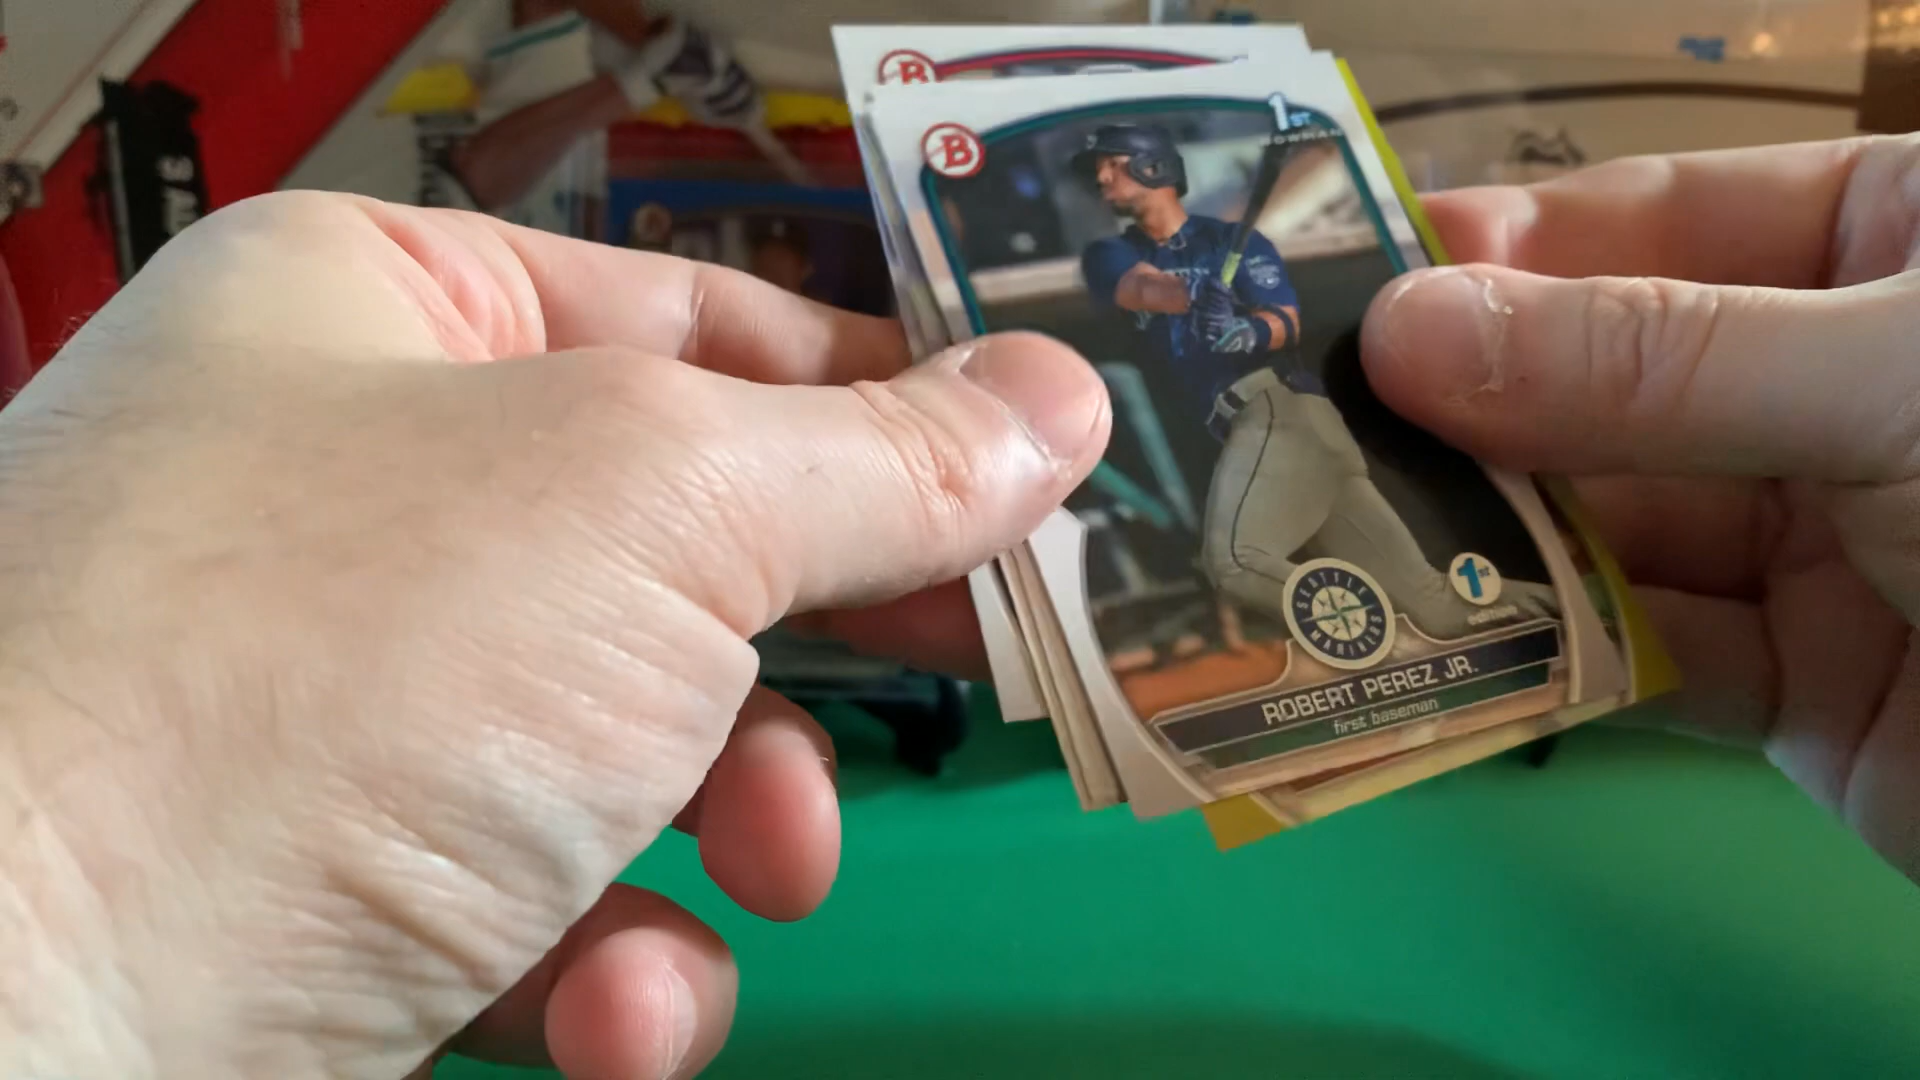 B
B
1ST
BOWMAN
SEATTLE
MARINERS
1st
edition
ROBERT PEREZ JR.
first baseman